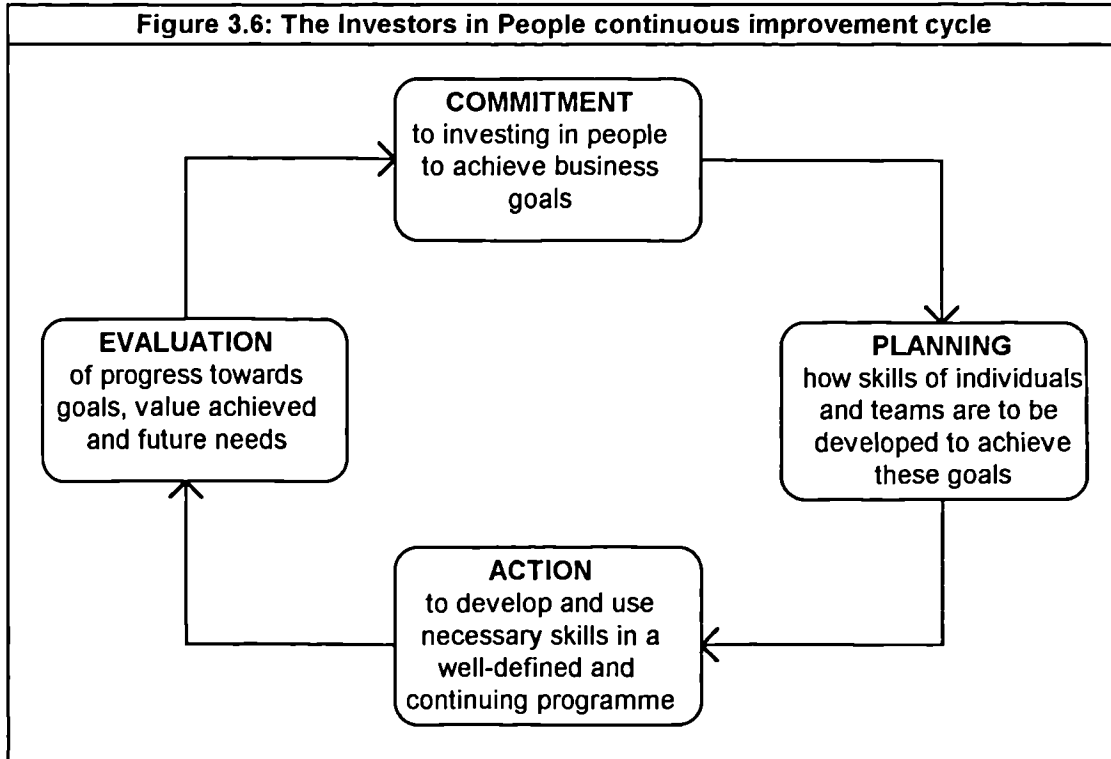 Figure 3.6: The Investors in People continuous improvement cycle
COMMITMENT
to investing in people
to achieve business
goals
PLANNING
how skills of individuals
and teams are to be
developed to achieve
these goals
ACTION
to develop and use
necessary skills in a
well-defined and
continuing programme
EVALUATION
of progress towards
goals, value achieved
and future needs